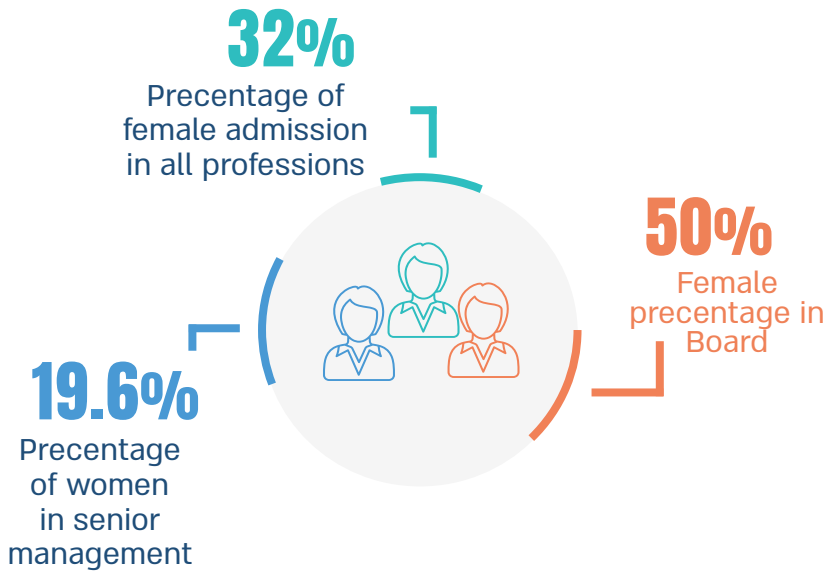 32%
Precentage of
female admission
in all professions
50%
Female
precentage in
Board
19.6%
Precentage
of women
in senior
management